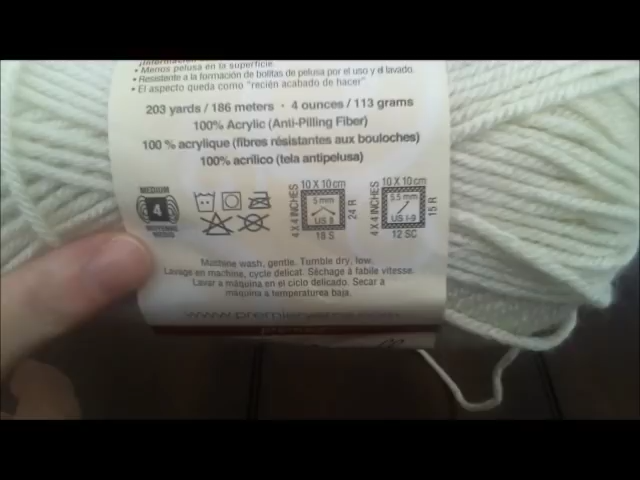 • Menos pelusa en la superficie.
• Resistente a la formación de bolitas de pelusa por el uso y el lavado.
• El aspecto queda como "recién acabado de hacer"
203 yards / 186 meters · 4 ounces / 113 grams
100% Acrylic (Anti-Pilling Fiber)
100 % acrylique (fibres résistantes aux bouloches)
100% acrílico (tela antipelusa)
MEDIUM
4
MEDIO
4 X 4 INCHES
10 X 10 cm
5 mm
US 8
24 R
18 S
4 X 4 INCHES
10 X 10 cm
5.5 mm
US I-9
15 R
12 SC
Machine wash, gentle. Tumble dry, low.
Lavage en machine, cycle delicat. Séchage á faible vitesse.
Lavar a máquina en el ciclo delicado. Secar a
máquina a temperatura baja.